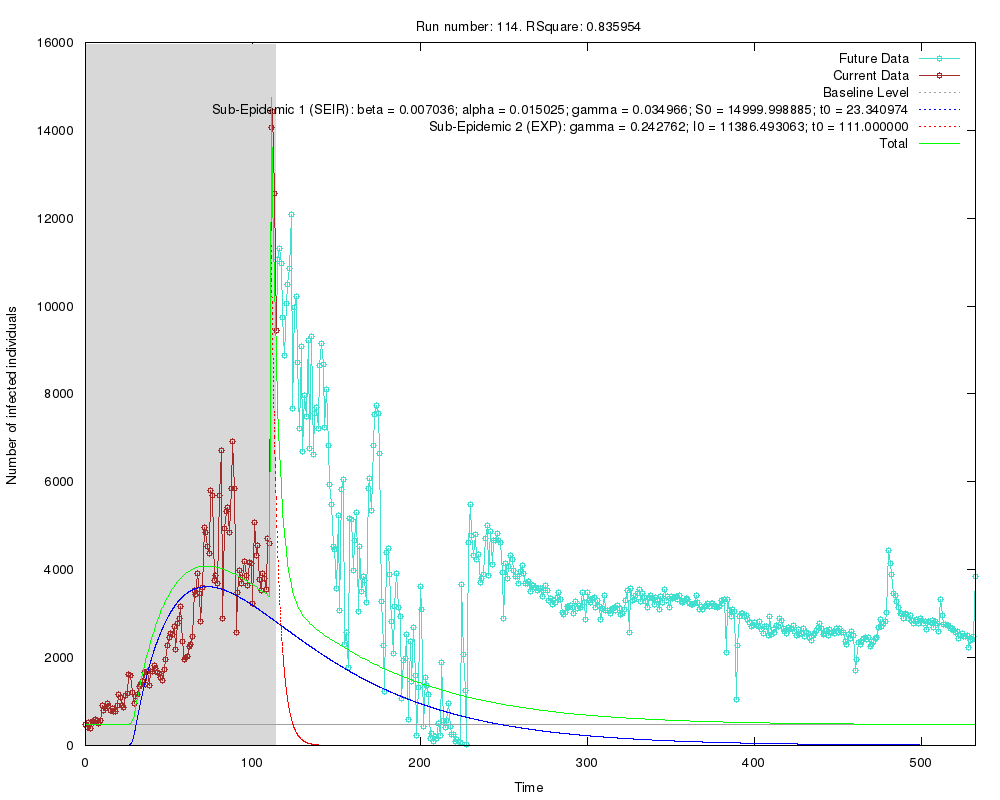 Run number: 114. RSquare: 0.835954
16000
14000
12000
10000
8000
6000
4000
2000
0
Number of infected individuals
Future Data
Current Data
Baseline Level
Sub-Epidemic 1 (SEIR): beta = 0.007036; alpha = 0.015025; gamma = 0.034966; S0 = 14999.998885; t0 = 23.340974
Sub-Epidemic 2 (EXP): gamma = 0.242762; I0 = 11386.493063; t0 = 111.000000
Total
0 100 200 300 400 500
Time